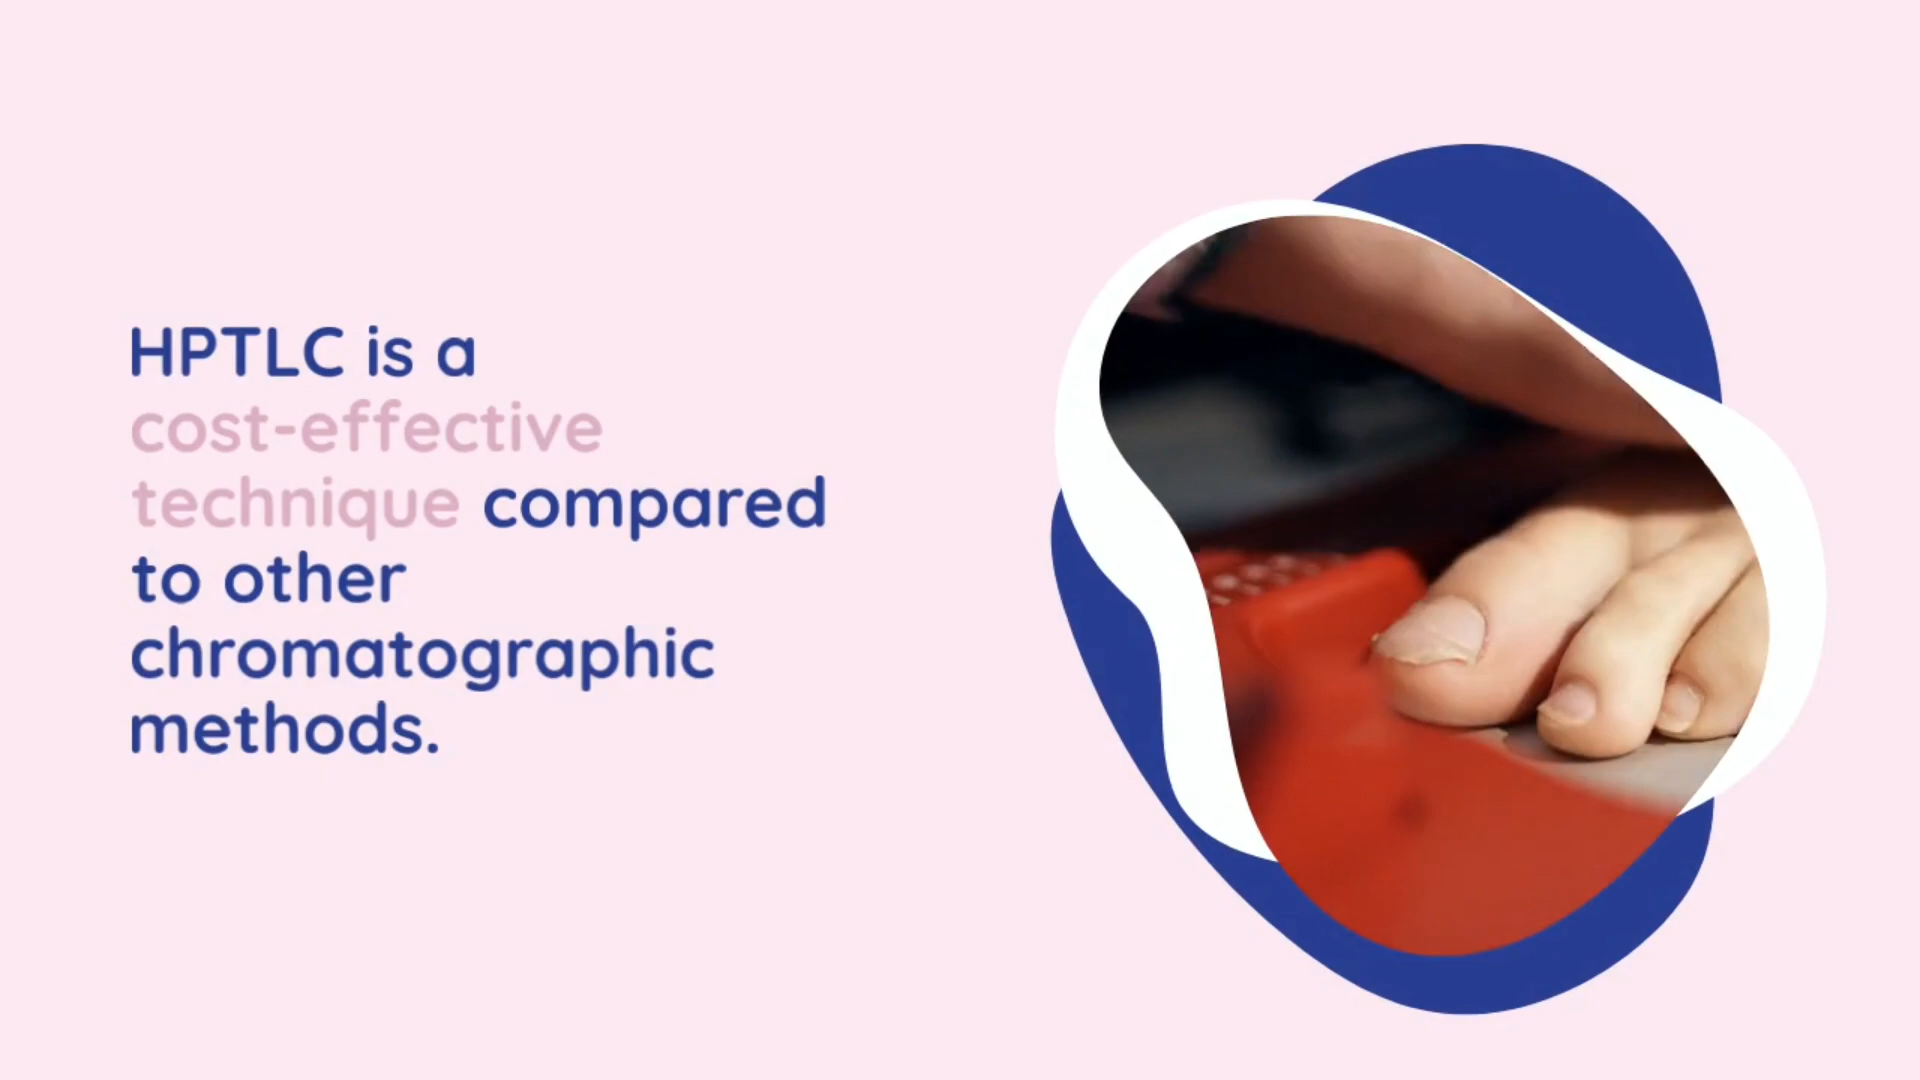 HPTLC is a
cost-effective
technique compared
to other
chromatographic
methods.